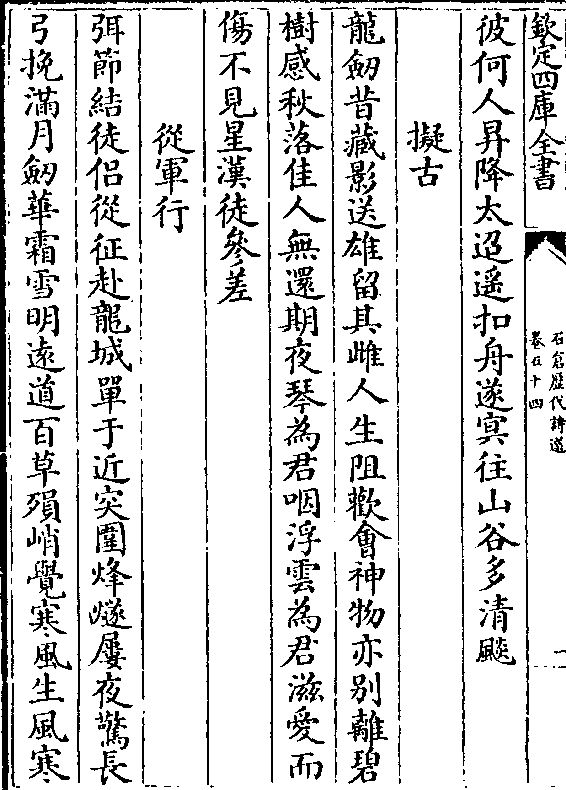 欽定四庫全書
石倉歷代詩選
卷五十四
彼何人昇降太迢遥扣舟遂㝠往山谷多清飈
擬古
龍劒昔藏影送雄留其雌人生阻歡會神物亦别離碧
樹感秋落佳人無還期夜琴為君咽浮雲為君滋愛而
傷不見星漢徒參差
從軍行
弭節結徒侣從征赴龍城單于近突圍烽燧屢夜驚長
弓挽滿月劒華霜雪明遠道百草殞峭覺寒風生風寒